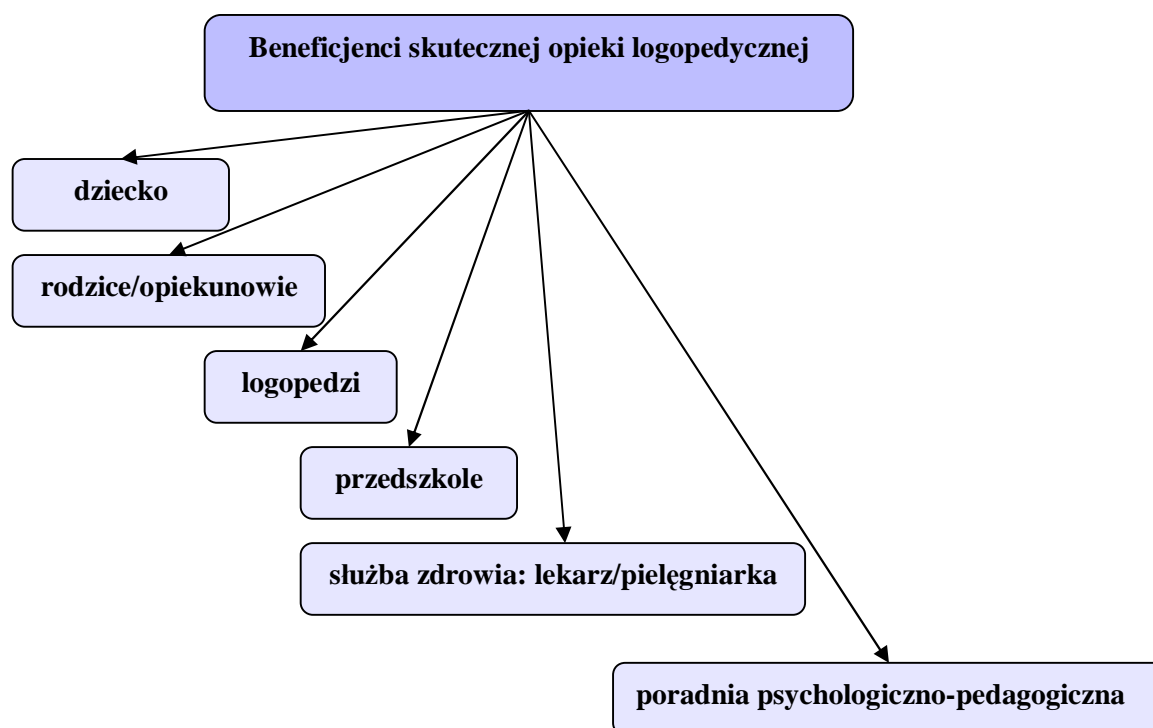 Beneficjenci skutecznej opieki logopedycznej
dziecko
rodzice/opiekunowie
logopedzi
przedszkole
służba zdrowia: lekarz/pielęgniarka
poradnia psychologiczno-pedagogiczna